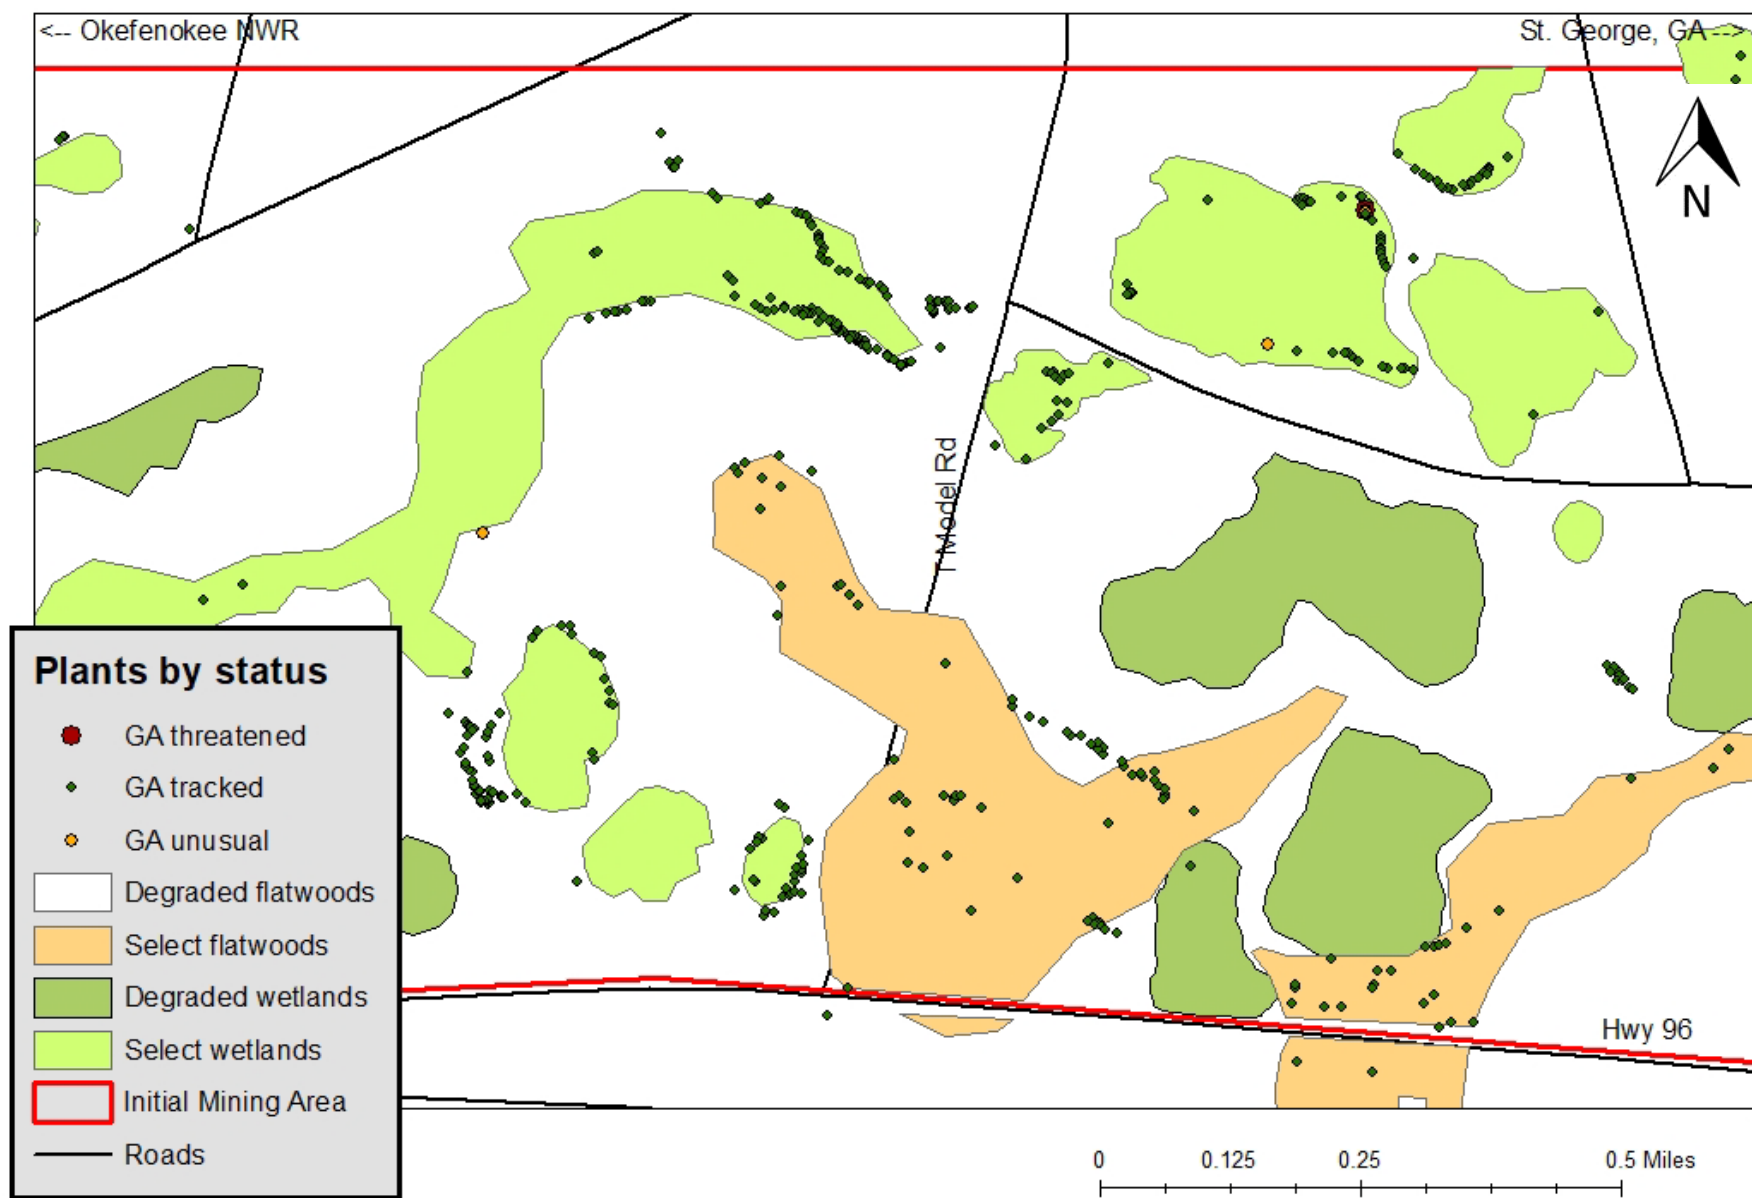 <-- Okefenokee NWR
St. George, GA -->
N
T Model Rd
Plants by status
GA threatened
GA tracked
GA unusual
Degraded flatwoods
Select flatwoods
Degraded wetlands
Select wetlands
Initial Mining Area
Roads
Hwy 96
0 0.125 0.25 0.5 Miles